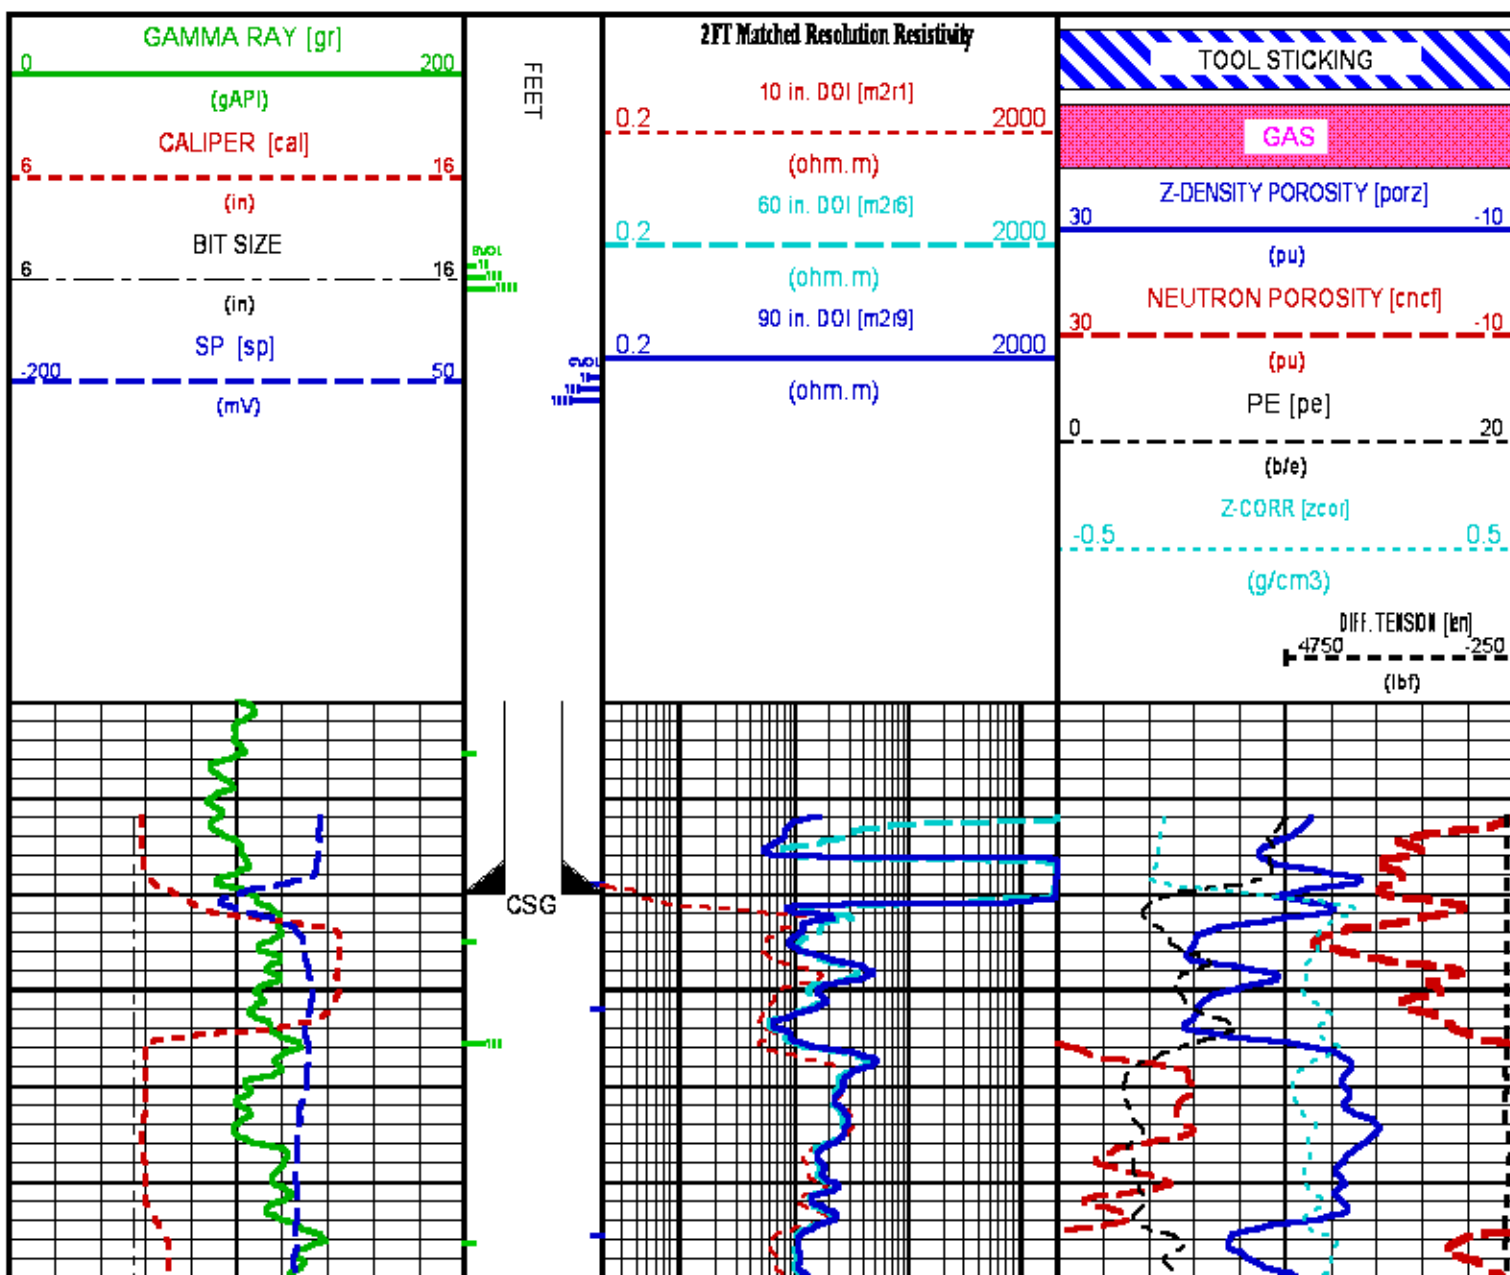 GAMMA RAY [gr]
0 200
(gAPI)
CALIPER [cal]
6 16
(in)
BIT SIZE
6 16
(in)
SP [sp]
-200 50
(mV)
FEET
CSG
2FT Matched Resolution Resistivity
10 in. DOI [m2r1]
0.2 2000
(ohm.m)
60 in. DOI [m2r6]
0.2 2000
(ohm.m)
90 in. DOI [m2r9]
0.2 2000
(ohm.m)
TOOL STICKING
GAS
Z-DENSITY POROSITY [porz]
30 -10
(pu)
NEUTRON POROSITY [cncf]
30 -10
(pu)
PE [pe]
0 20
(b/e)
Z-CORR [zcor]
-0.5 0.5
(g/cm3)
DIFF. TENSION [ten]
4750 -250
(lbf)